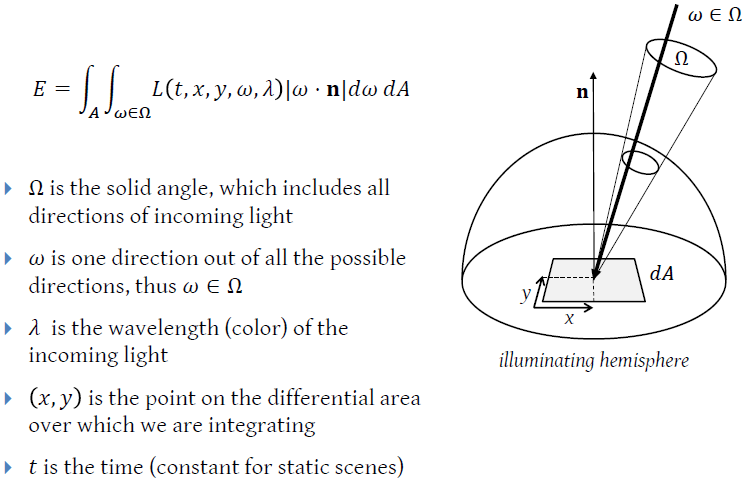 E = ∫_A ∫_{ω∈Ω} L(t, x, y, ω, λ)|ω · n|dω dA
Ω is the solid angle, which includes all
directions of incoming light
ω is one direction out of all the possible
directions, thus ω ∈ Ω
λ is the wavelength (color) of the
incoming light
(x, y) is the point on the differential area
over which we are integrating
t is the time (constant for static scenes)
ω ∈ Ω
Ω
n
dA
y
x
illuminating hemisphere